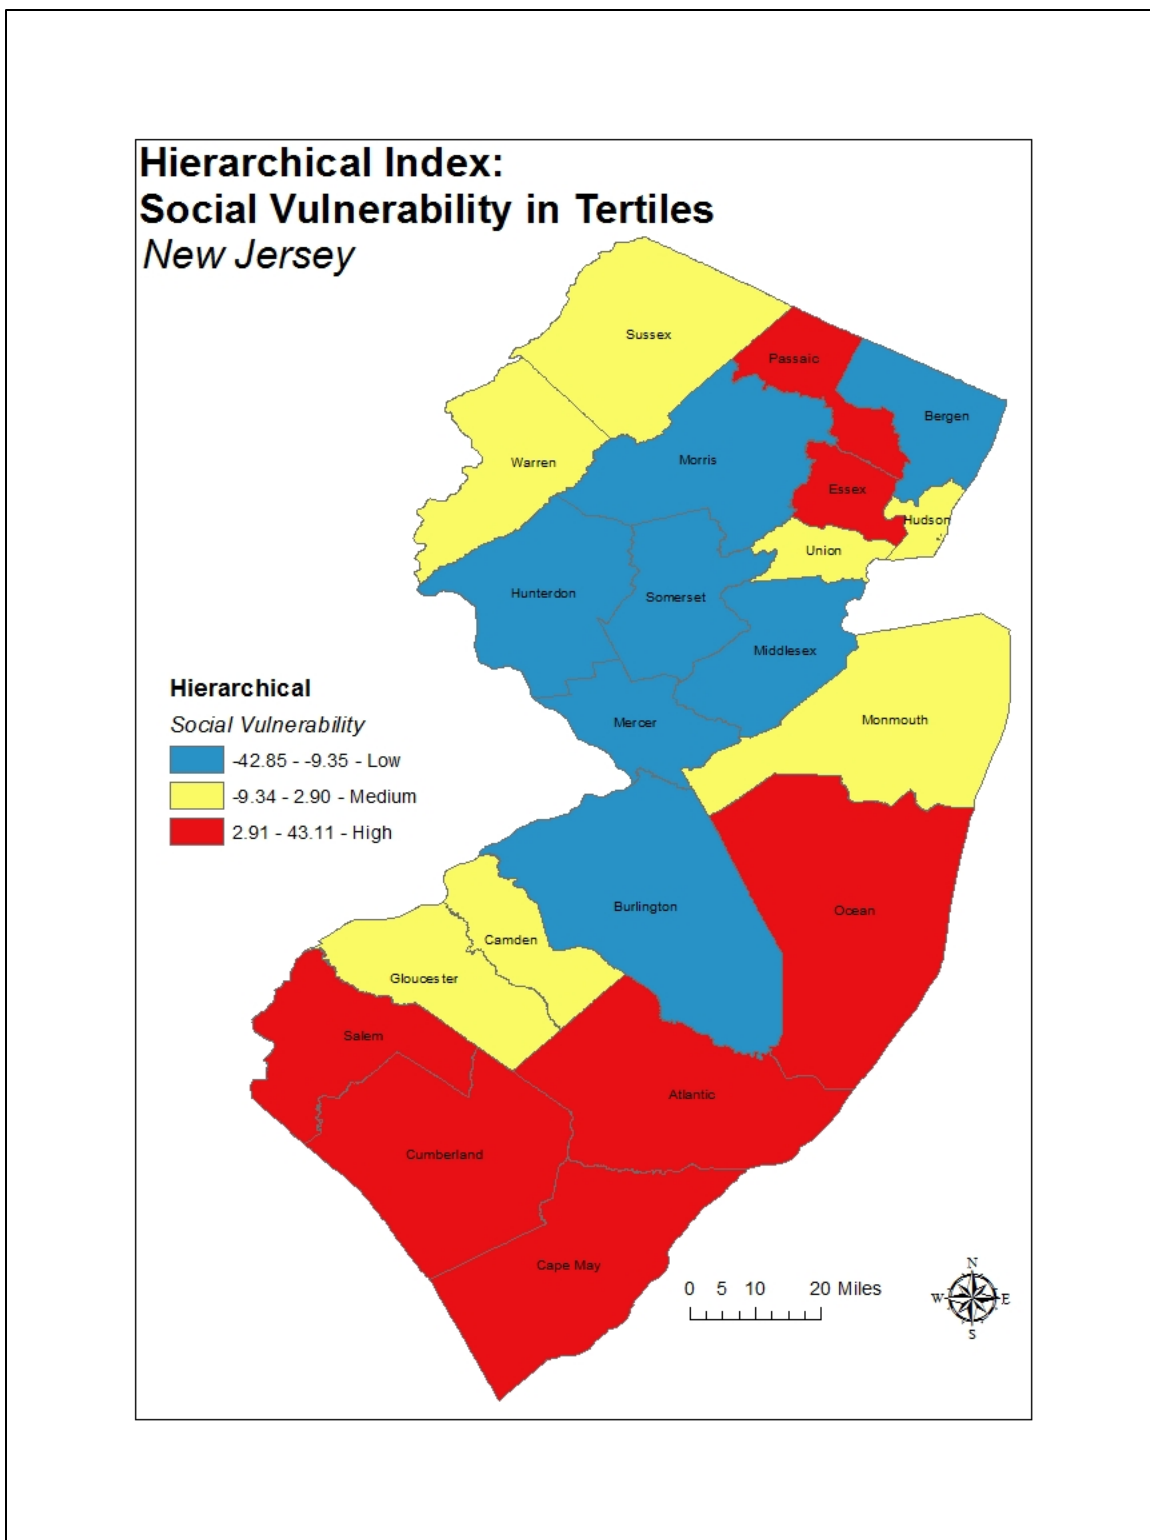 Hierarchical Index:
Social Vulnerability in Tertiles
New Jersey
Sussex
Passaic
Bergen
Warren
Morris
Essex
Hudson
Union
Hunterdon
Somerset
Middlesex
Hierarchical
Social Vulnerability
-42.85 - -9.35 - Low
-9.34 - 2.90 - Medium
2.91 - 43.11 - High
Mercer
Monmouth
Burlington
Ocean
Camden
Gloucester
Salem
Atlantic
Cumberland
Cape May
0 5 10 20 Miles
N
W E
S